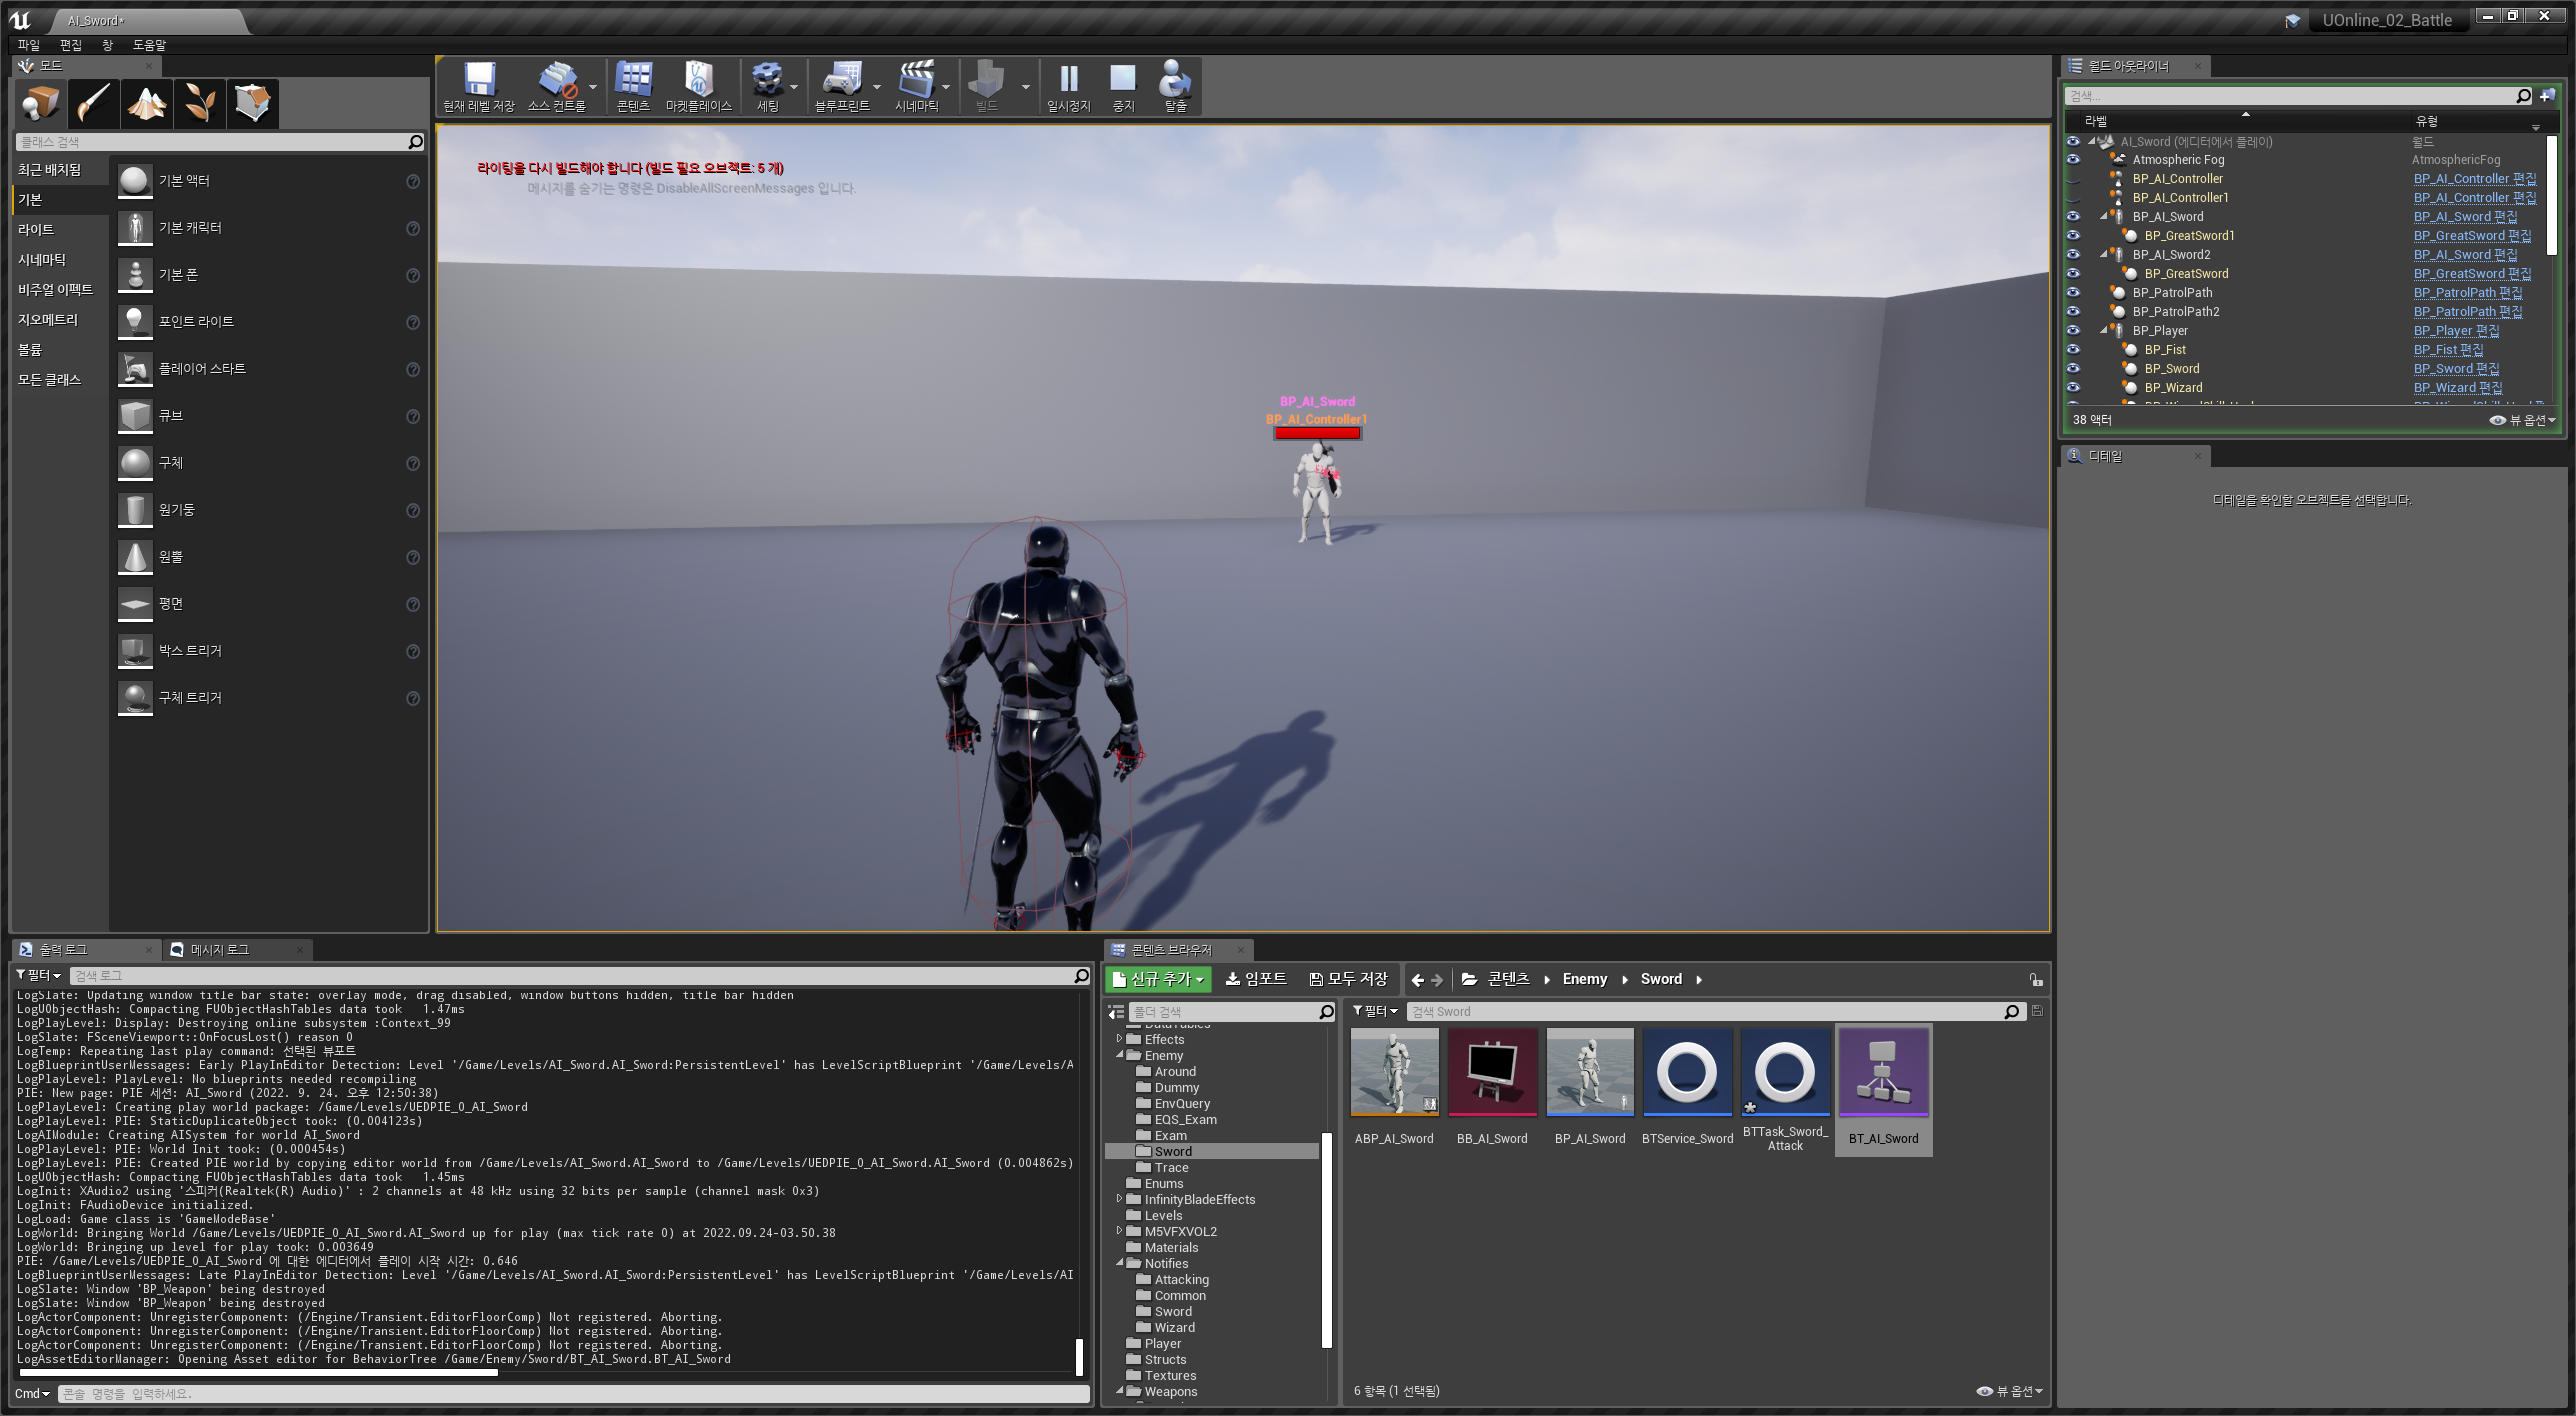 AI_Sword*
UOnline_02_Battle
파일 편집 창 도움말
모드
클래스 검색
최근 배치됨
기본
라이트
시네마틱
비주얼 이펙트
지오메트리
볼륨
모든 클래스
기본 액터
기본 캐릭터
기본 폰
포인트 라이트
플레이어 스타트
큐브
구체
원기둥
원뿔
평면
박스 트리거
구체 트리거
현재 레벨 저장 소스 컨트롤 콘텐츠 마켓플레이스 세팅 블루프린트 시네마틱 빌드 일시정지 중지 탈출
라이팅을 다시 빌드해야 합니다 (빌드 필요 오브젝트: 5 개)
메시지를 숨기는 명령은 DisableAllScreenMessages 입니다.
BP_AI_Sword
BP_AI_Controller1
월드 아웃라이너
검색...
라벨 유형
AI_Sword (에디터에서 플레이) 월드
Atmospheric Fog AtmosphericFog
BP_AI_Controller BP_AI_Controller 편집
BP_AI_Controller1 BP_AI_Controller 편집
BP_AI_Sword BP_AI_Sword 편집
BP_GreatSword1 BP_GreatSword 편집
BP_AI_Sword2 BP_AI_Sword 편집
BP_GreatSword BP_GreatSword 편집
BP_PatrolPath BP_PatrolPath 편집
BP_PatrolPath2 BP_PatrolPath 편집
BP_Player BP_Player 편집
BP_Fist BP_Fist 편집
BP_Sword BP_Sword 편집
BP_Wizard BP_Wizard 편집
38 액터 뷰 옵션
디테일
디테일을 확인할 오브젝트를 선택합니다.
출력 로그 메시지 로그
필터 검색 로그
LogSlate: Updating window title bar state: overlay mode, drag disabled, window buttons hidden, title bar hidden
LogUObjectHash: Compacting FUObjectHashTables data took 1.47ms
LogPlayLevel: Display: Destroying online subsystem :Context_99
LogSlate: FSceneViewport::OnFocusLost() reason 0
LogTemp: Repeating last play command: 선택된 뷰포트
LogBlueprintUserMessages: Early PlayInEditor Detection: Level '/Game/Levels/AI_Sword.AI_Sword:PersistentLevel' has LevelScriptBlueprint '/Game/Levels/A
LogPlayLevel: PlayLevel: No blueprints needed recompiling
PIE: New page: PIE 세션: AI_Sword (2022. 9. 24. 오후 12:50:38)
LogPlayLevel: Creating play world package: /Game/Levels/UEDPIE_0_AI_Sword
LogPlayLevel: PIE: StaticDuplicateObject took: (0.004123s)
LogAIModule: Creating AISystem for world AI_Sword
LogPlayLevel: PIE: World Init took: (0.000454s)
LogPlayLevel: PIE: Created PIE world by copying editor world from /Game/Levels/AI_Sword.AI_Sword to /Game/Levels/UEDPIE_0_AI_Sword.AI_Sword (0.004862s)
LogUObjectHash: Compacting FUObjectHashTables data took 1.45ms
LogInit: XAudio2 using '스피커(Realtek(R) Audio)' : 2 channels at 48 kHz using 32 bits per sample (channel mask 0x3)
LogInit: FAudioDevice initialized.
LogLoad: Game class is 'GameModeBase'
LogWorld: Bringing World /Game/Levels/UEDPIE_0_AI_Sword.AI_Sword up for play (max tick rate 0) at 2022.09.24-03.50.38
LogWorld: Bringing up level for play took: 0.003649
PIE: /Game/Levels/UEDPIE_0_AI_Sword 에 대한 에디터에서 플레이 시작 시간: 0.646
LogBlueprintUserMessages: Late PlayInEditor Detection: Level '/Game/Levels/AI_Sword.AI_Sword:PersistentLevel' has LevelScriptBlueprint '/Game/Levels/AI
LogSlate: Window 'BP_Weapon' being destroyed
LogSlate: Window 'BP_Weapon' being destroyed
LogActorComponent: UnregisterComponent: (/Engine/Transient.EditorFloorComp) Not registered. Aborting.
LogActorComponent: UnregisterComponent: (/Engine/Transient.EditorFloorComp) Not registered. Aborting.
LogActorComponent: UnregisterComponent: (/Engine/Transient.EditorFloorComp) Not registered. Aborting.
LogAssetEditorManager: Opening Asset editor for BehaviorTree /Game/Enemy/Sword/BT_AI_Sword.BT_AI_Sword
Cmd 콘솔 명령을 입력하세요.
콘텐츠 브라우저
신규 추가 임포트 모두 저장 콘텐츠 Enemy Sword
폴더 검색
Effects
Enemy
Around
Dummy
EnvQuery
EQS_Exam
Exam
Sword
Trace
Enums
InfinityBladeEffects
Levels
M5VFXVOL2
Materials
Notifies
Attacking
Common
Sword
Wizard
Player
Structs
Textures
Weapons
필터 검색 Sword
ABP_AI_Sword BB_AI_Sword BP_AI_Sword BTService_Sword BTTask_Sword_Attack BT_AI_Sword
6 항목 (1 선택됨) 뷰 옵션